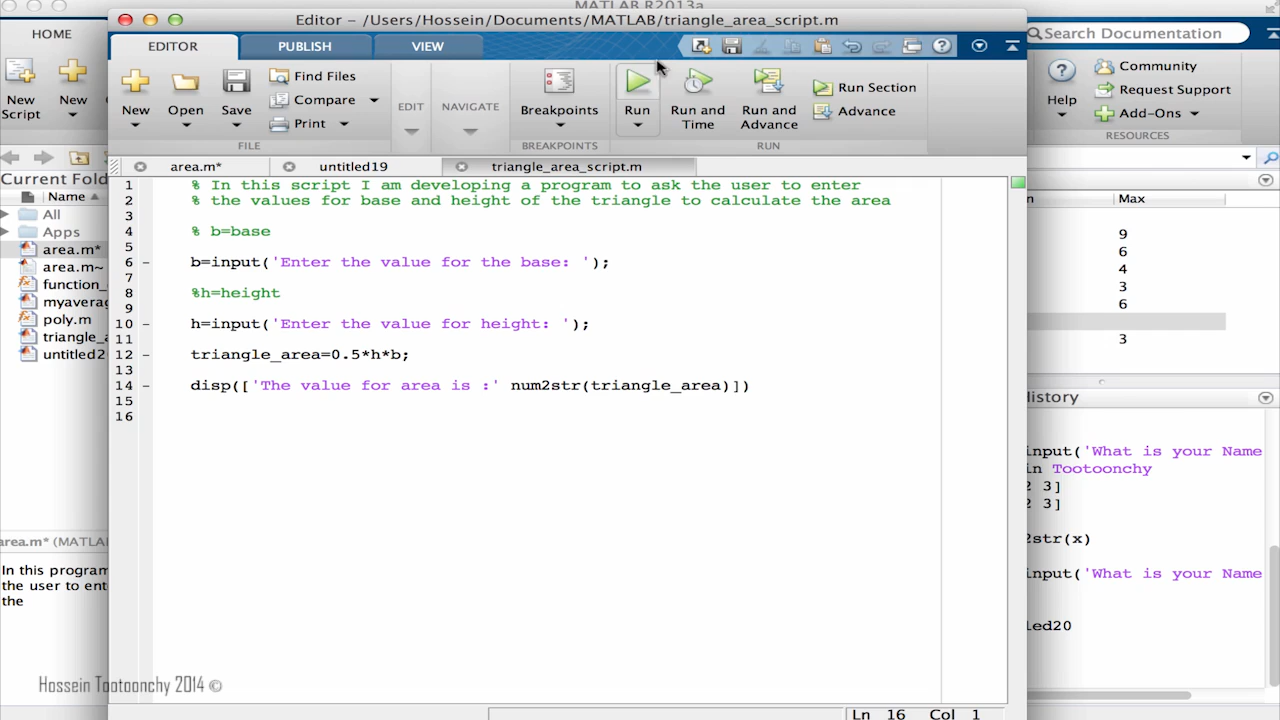 MATLAB R2013a
Editor – /Users/Hossein/Documents/MATLAB/triangle_area_script.m
HOME
EDITOR PUBLISH VIEW
Search Documentation
New Script
New
New
Open
Save
Find Files
Compare
Print
FILE
EDIT
NAVIGATE
Breakpoints
BREAKPOINTS
Run
Run and Time
Run and Advance
Run Section
Advance
RUN
Help
Community
Request Support
Add-Ons
RESOURCES
area.m* untitled19 triangle_area_script.m
Current Fold
Name
All
Apps
area.m*
area.m~
function_
myaverag
poly.m
triangle_a
untitled2
area.m* (MATLA
In this program
the user to ente
the
1 % In this script I am developing a program to ask the user to enter
2 % the values for base and height of the triangle to calculate the area
3
4 % b=base
5
6 – b=input('Enter the value for the base: ');
7
8 %h=height
9
10 – h=input('Enter the value for height: ');
11
12 – triangle_area=0.5*h*b;
13
14 – disp(['The value for area is :' num2str(triangle_area)])
15
16
n Max
9
6
4
3
6
3
History
input('What is your Name
in Tootoonchy
2 3]
2 3]
2str(x)
input('What is your Name
led20
Hossein Tootoonchy 2014 ©
Ln 16 Col 1